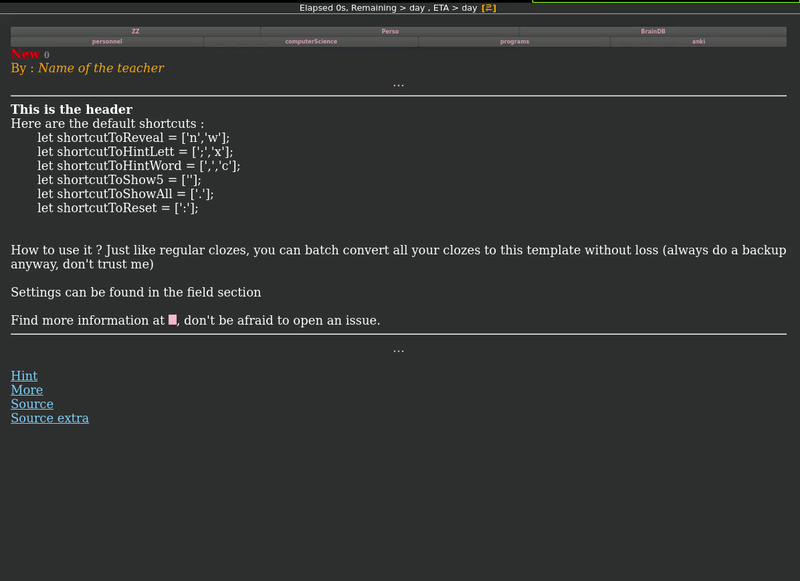 Elapsed 0s, Remaining > day , ETA > day [⥸]
ZZ Perso BrainDB
personnel computerScience programs anki
New 0
By : Name of the teacher
...
This is the header
Here are the default shortcuts :
let shortcutToReveal = ['n','w'];
let shortcutToHintLett = [';','x'];
let shortcutToHintWord = [',','c'];
let shortcutToShow5 = [''];
let shortcutToShowAll = ['.'];
let shortcutToReset = [':'];
How to use it ? Just like regular clozes, you can batch convert all your clozes to this template without loss (always do a backup
anyway, don't trust me)
Settings can be found in the field section
Find more information at , don't be afraid to open an issue.
...
Hint
More
Source
Source extra